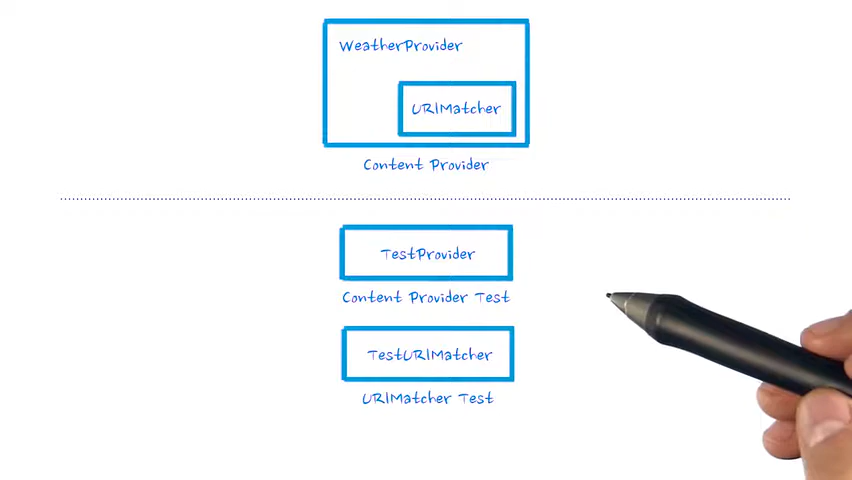 WeatherProvider
URIMatcher
Content Provider
TestProvider
Content Provider Test
TestURIMatcher
URIMatcher Test